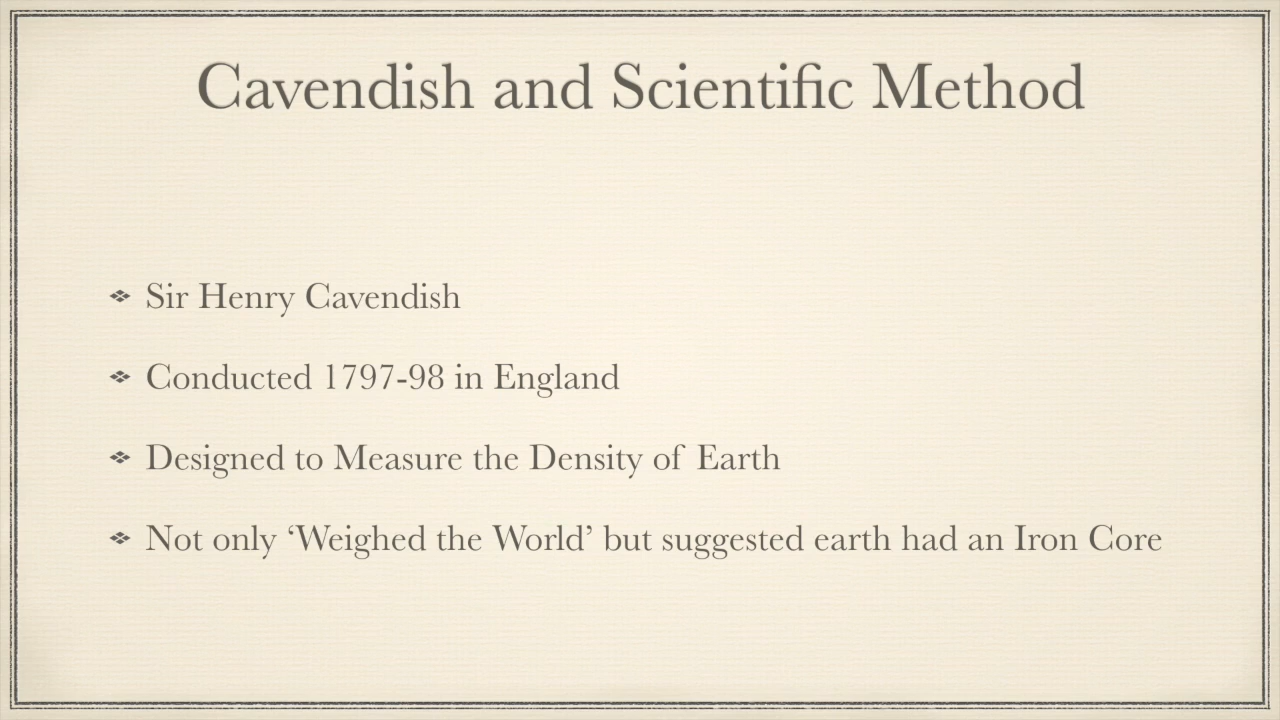 Cavendish and Scientific Method
Sir Henry Cavendish
Conducted 1797-98 in England
Designed to Measure the Density of Earth
Not only ‘Weighed the World’ but suggested earth had an Iron Core